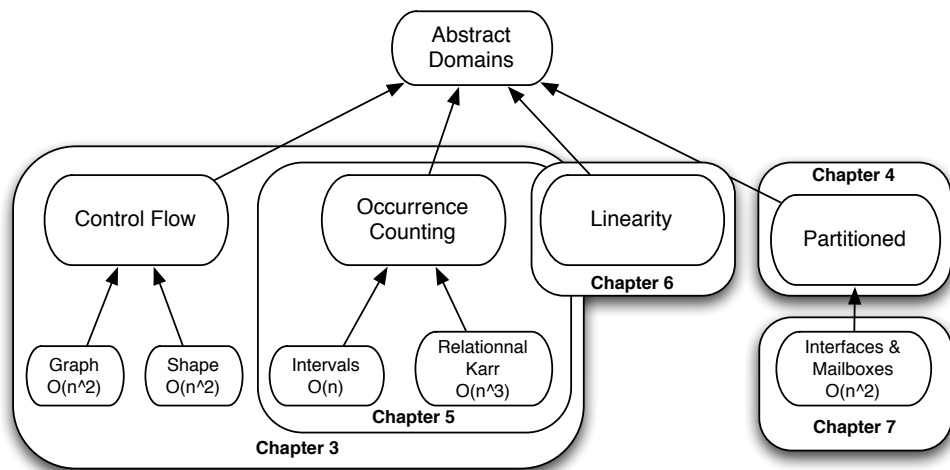 Abstract
Domains
Chapter 4
Control Flow
Occurrence
Counting
Linearity
Partitioned
Chapter 6
Graph
O(n^2)
Shape
O(n^2)
Intervals
O(n)
Relationnal
Karr
O(n^3)
Interfaces &
Mailboxes
O(n^2)
Chapter 5
Chapter 7
Chapter 3